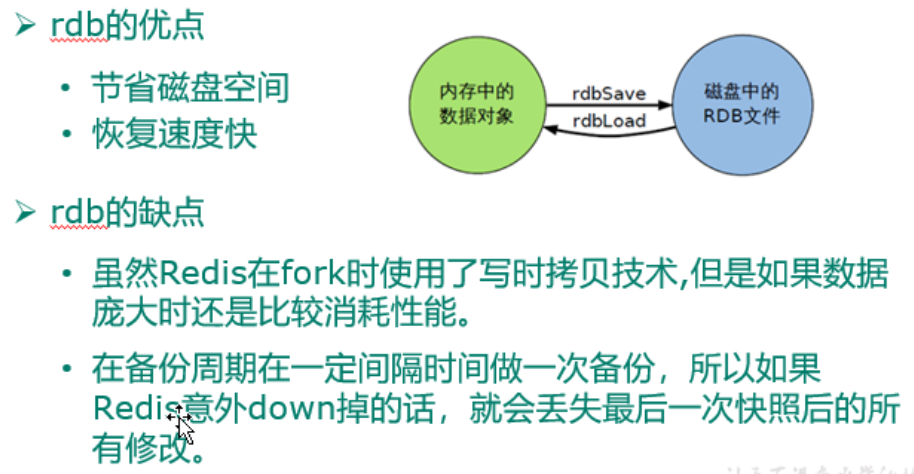 rdb的优点
节省磁盘空间
恢复速度快
内存中的
数据对象
rdbSave
rdbLoad
磁盘中的
RDB文件
rdb的缺点
虽然Redis在fork时使用了写时拷贝技术,但是如果数据
庞大时还是比较消耗性能。
在备份周期在一定间隔时间做一次备份，所以如果
Redis意外down掉的话，就会丢失最后一次快照后的所
有修改。